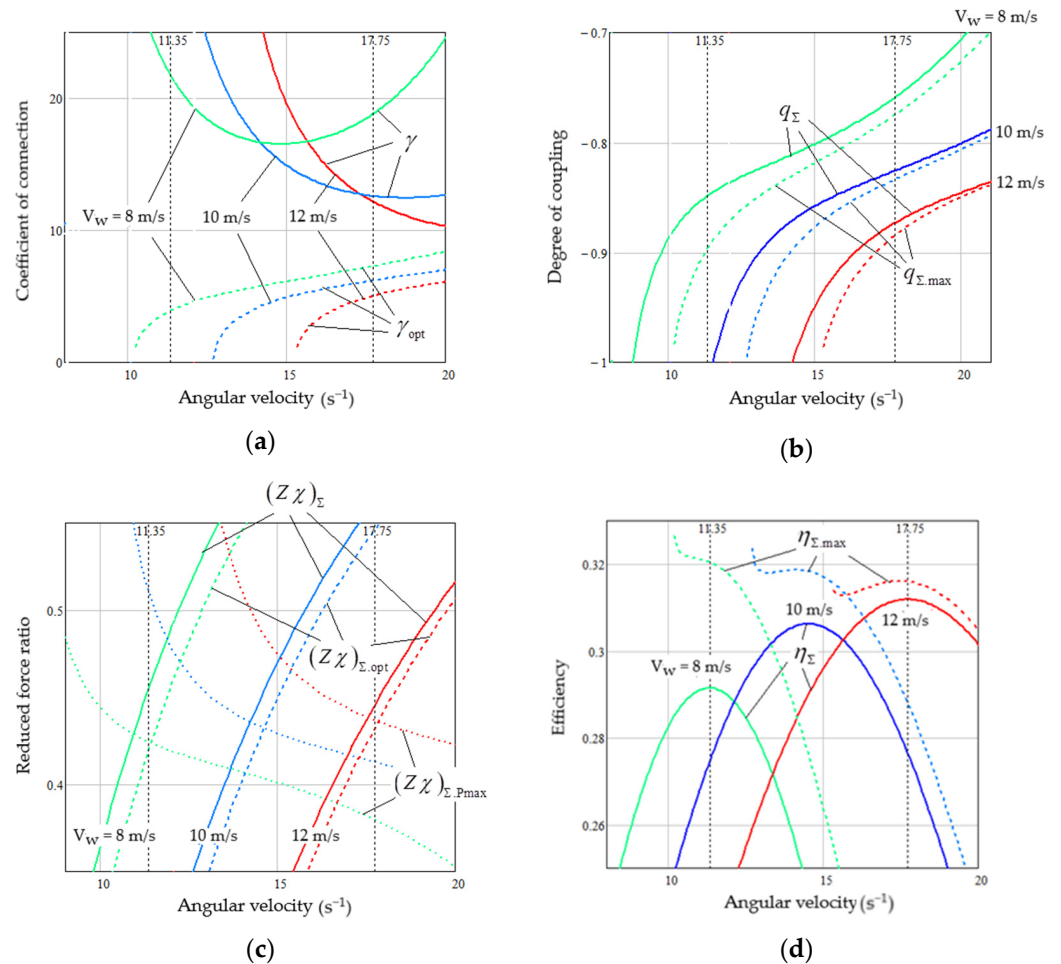 11.35
17.75
20
10
0
γ
V_W = 8 m/s
10 m/s
12 m/s
γ_opt
10
15
20
Coefficient of connection
Angular velocity (s⁻¹)
(a)
V_W = 8 m/s
−0.7
11.35
17.75
q_Σ
10 m/s
−0.8
12 m/s
−0.9
q_Σ.max
−1
10
15
20
Degree of coupling
Angular velocity (s⁻¹)
(b)
(Z χ)_Σ
11.35
17.75
0.5
(Z χ)_Σ.opt
0.4
(Z χ)_Σ.Pmax
V_W = 8 m/s
10 m/s
12 m/s
10
15
20
Reduced force ratio
Angular velocity (s⁻¹)
(c)
11.35
17.75
η_Σ.max
0.32
10 m/s
12 m/s
0.3
V_W = 8 m/s
η_Σ
0.28
0.26
10
15
20
Efficiency
Angular velocity (s⁻¹)
(d)